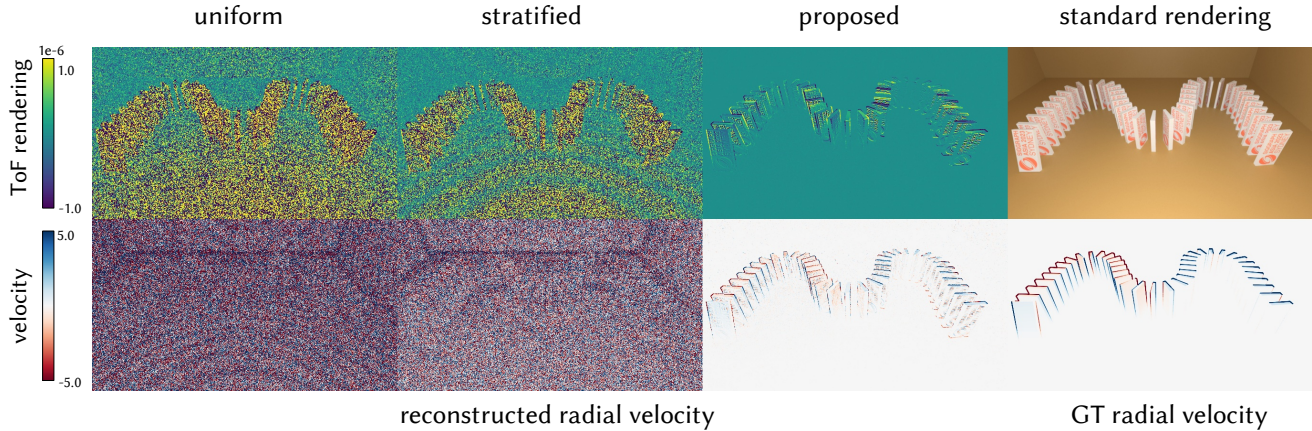 uniform
stratified
proposed
standard rendering
ToF rendering
1e-6
1.0
-1.0
velocity
5.0
0
-5.0
reconstructed radial velocity
GT radial velocity